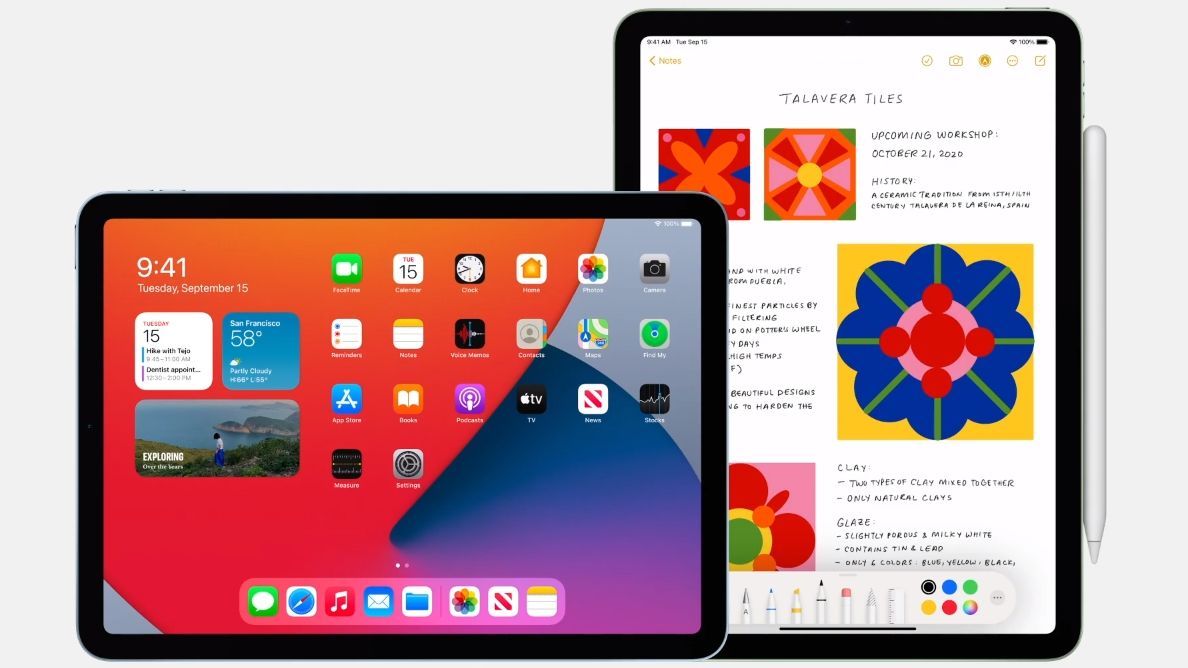 9:41 AM Tue Sep 15
100%
Notes
TALAVERA TILES
UPCOMING WORKSHOP:
OCTOBER 21, 2020
HISTORY:
A CERAMIC TRADITION FROM 15TH/16TH
CENTURY TALAVERA DE LA REINA, SPAIN
AND WITH WHITE
ROM PUEBLA.
FINEST PARTICLES BY
FILTERING
D ON POTTER'S WHEEL
Y DAYS
HIGH TEMPS
F)
BEAUTIFUL DESIGNS
NG TO HARDEN THE
CLAY:
- TWO TYPES OF CLAY MIXED TOGETHER
- ONLY NATURAL CLAYS
GLAZE:
- SLIGHTLY POROUS & MILKY WHITE
- CONTAINS TIN & LEAD
- ONLY 6 COLORS: BLUE, YELLOW, BLACK,
A
100%
9:41
Tuesday, September 15
TUESDAY
15
Hike with Tejo
9:45–11:00 AM
Dentist appoint...
12:30–2:00 PM
San Francisco
58°
Partly Cloudy
H:66° L:55°
EXPLORING
Over the Years
TUE
15
FaceTime Calendar Clock Home Photos Camera
Reminders Notes Voice Memos Contacts Maps Find My
tv
App Store Books Podcasts TV News Stocks
Measure Settings